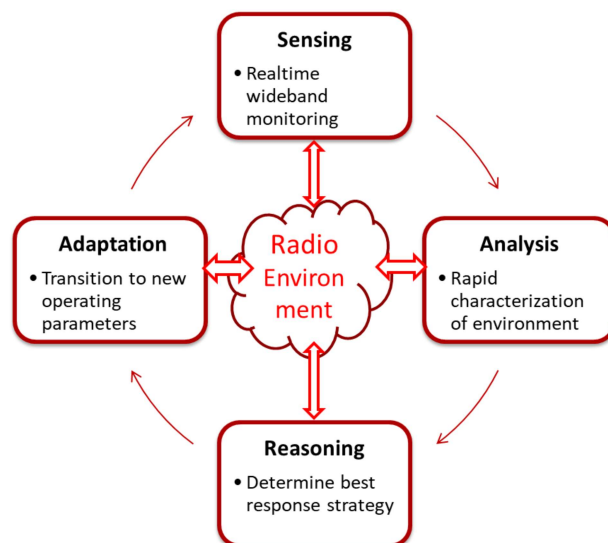 Sensing
• Realtime
wideband
monitoring
Adaptation
• Transition to new
operating
parameters
Radio
Environ
ment
Analysis
• Rapid
characterization
of environment
Reasoning
• Determine best
response strategy